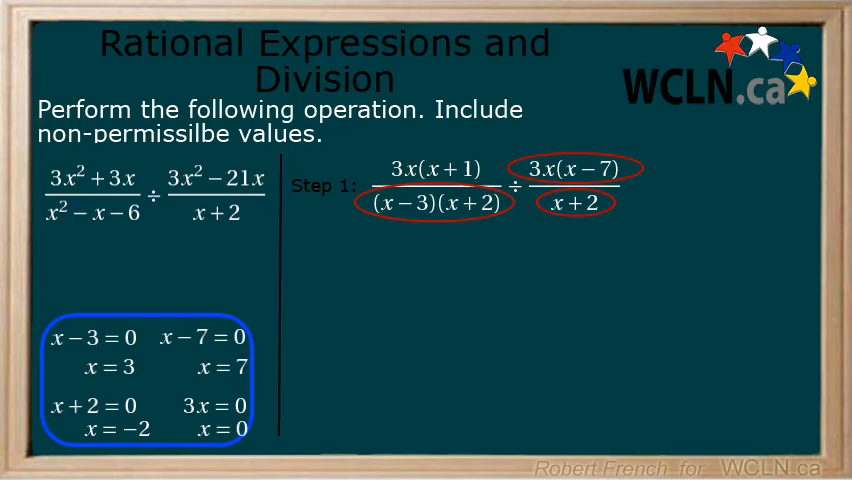 Rational Expressions and
Division
WCLN.ca
Perform the following operation. Include
non-permissilbe values.
3x² + 3x / x² − x − 6 ÷ 3x² − 21x / x + 2
Step 1: 3x(x + 1) / (x − 3)(x + 2) ÷ 3x(x − 7) / x + 2
x − 3 = 0 x − 7 = 0
x = 3 x = 7
x + 2 = 0 3x = 0
x = −2 x = 0
Robert French for WCLN.ca